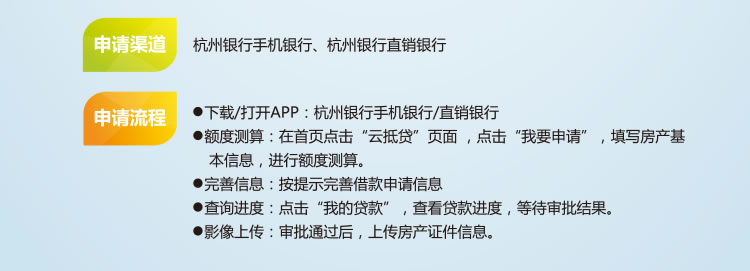 申请渠道
杭州银行手机银行、杭州银行直销银行
申请流程
●下载/打开APP：杭州银行手机银行/直销银行
●额度测算：在首页点击“云抵贷”页面，点击“我要申请”，填写房产基
本信息，进行额度测算。
●完善信息：按提示完善借款申请信息
●查询进度：点击“我的贷款”，查看贷款进度，等待审批结果。
●影像上传：审批通过后，上传房产证件信息。